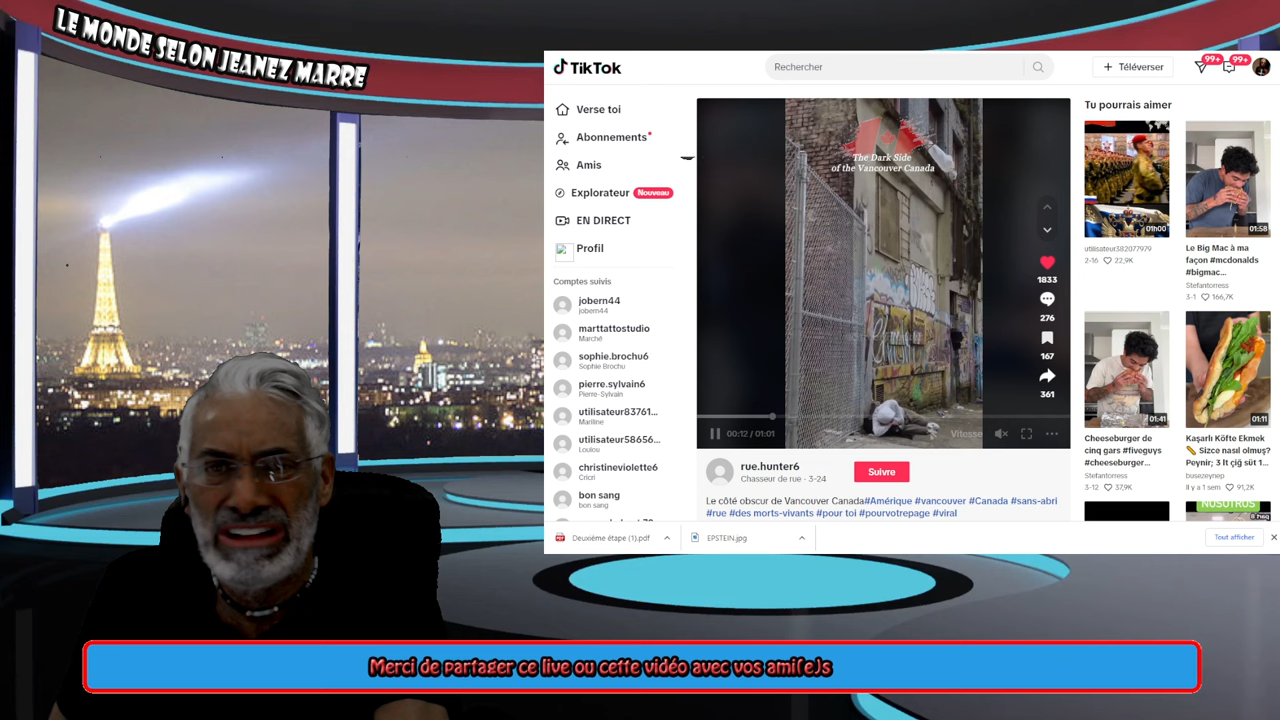 LE MONDE SELON JEANEZ MARRE
TikTok
Rechercher
Téléverser
99+
99+
Verse toi
Abonnements
Amis
Explorateur Nouveau
EN DIRECT
Profil
Comptes suivis
jobern44
jobern44
marttattostudio
Marché
sophie.brochu6
Sophie Brochu
pierre.sylvain6
Pierre-Sylvain
utilisateur83761...
Mariline
utilisateur58656...
Loulou
christineviolette6
Cricri
bon sang
bon sang
The Dark Side
of the Vancouver Canada
1833
276
167
361
00:12 / 01:01
Vitesse
rue.hunter6
Chasseur de rue · 3-24
Suivre
Le côté obscur de Vancouver Canada#Amérique #vancouver #Canada #sans-abri
#rue #des morts-vivants #pour toi #pourvotrepage #viral
Tu pourrais aimer
01h00
utilisateur382077979
2-16 22,9K
01:58
Le Big Mac à ma
façon #mcdonalds
#bigmac...
Stefantorress
3-1 166,7K
01:41
Cheeseburger de
cinq gars #fiveguys
#cheeseburger...
Stefantorress
3-12 37,9K
01:11
Kaşarlı Köfte Ekmek
🥖 Sizce nasıl olmuş?
Peynir; 3 lt çiğ süt 1...
busezeynep
Il y a 1 sem 91,2K
NOSOTROS
Deuxième étape (1).pdf
EPSTEIN.jpg
Tout afficher
Merci de partager ce live ou cette vidéo avec vos ami(e)s